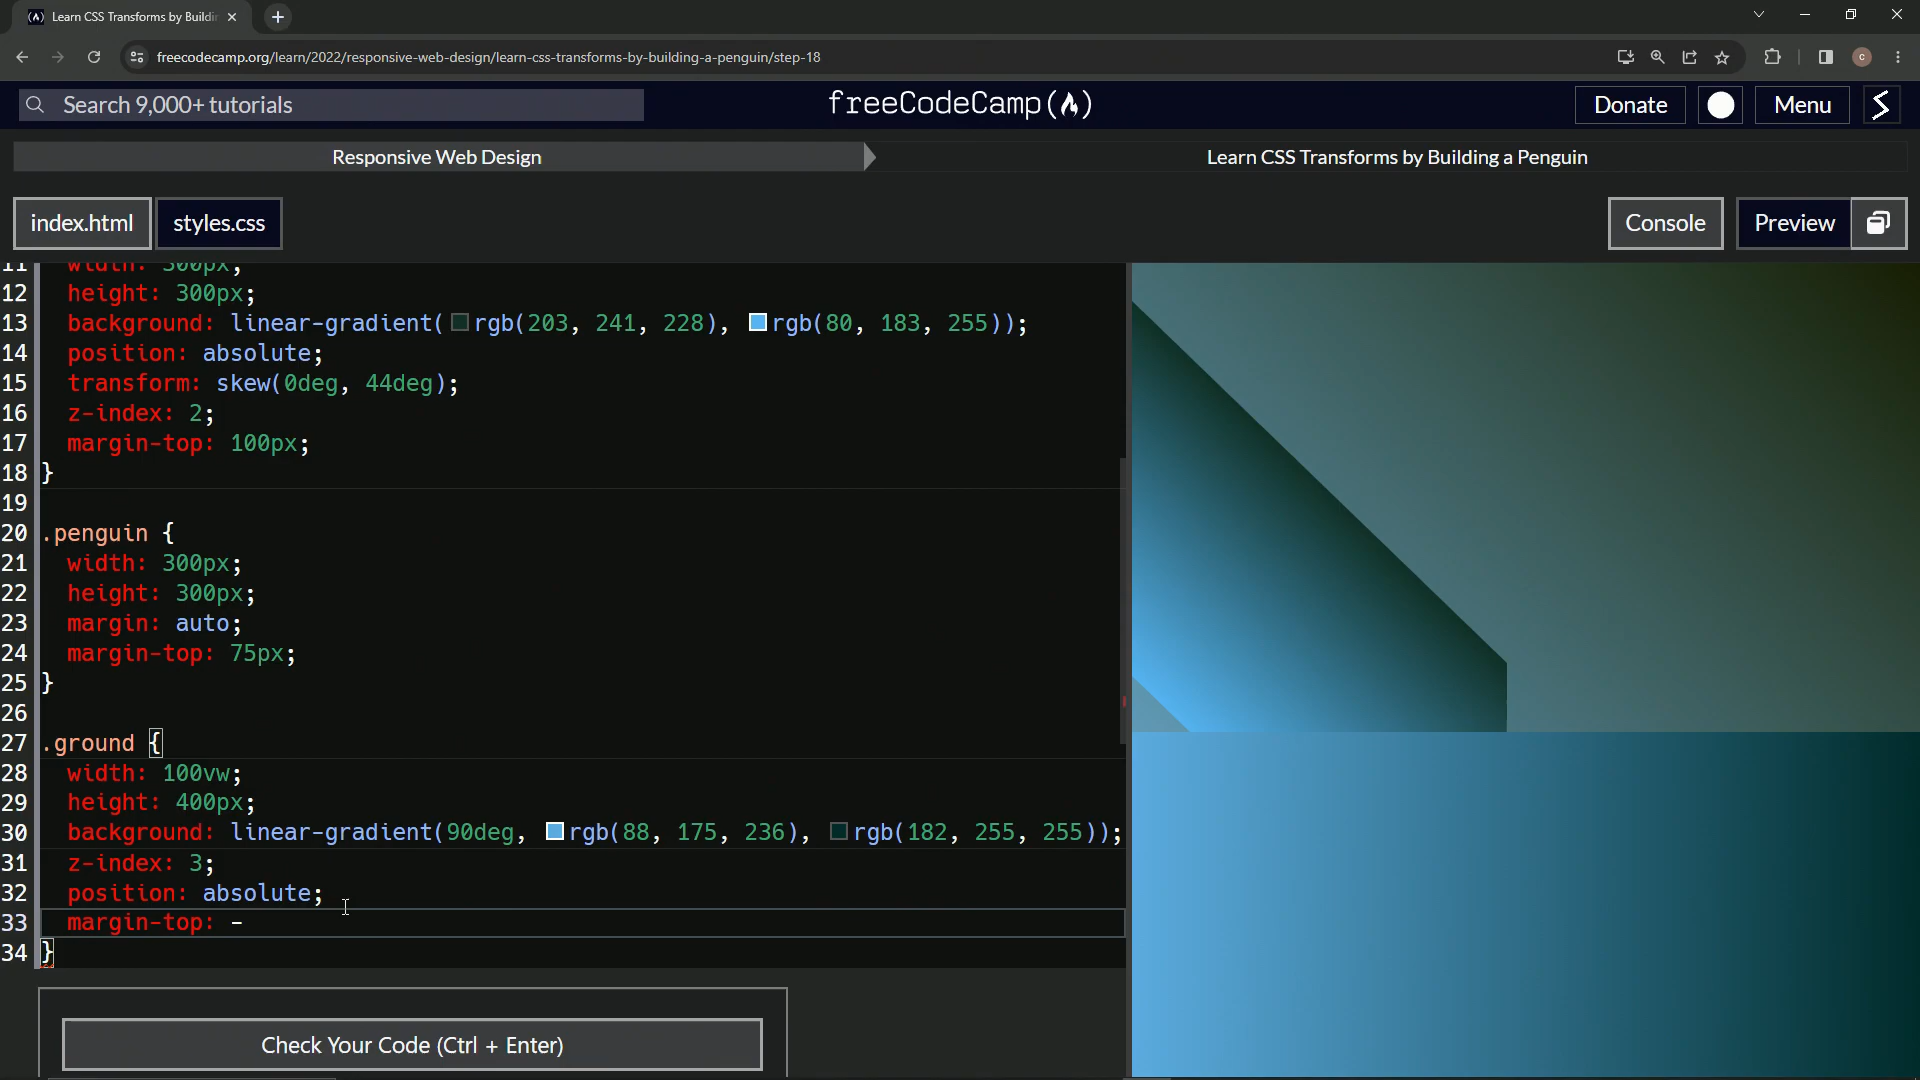 Learn CSS Transforms by Buildi
freecodecamp.org/learn/2022/responsive-web-design/learn-css-transforms-by-building-a-penguin/step-18
C
Search 9,000+ tutorials
freeCodeCamp(🔥)
Donate
Menu
Responsive Web Design
Learn CSS Transforms by Building a Penguin
index.html
styles.css
Console
Preview
11 width: 300px;
12 height: 300px;
13 background: linear-gradient(rgb(203, 241, 228), rgb(80, 183, 255));
14 position: absolute;
15 transform: skew(0deg, 44deg);
16 z-index: 2;
17 margin-top: 100px;
18 }
19
20 .penguin {
21 width: 300px;
22 height: 300px;
23 margin: auto;
24 margin-top: 75px;
25 }
26
27 .ground {
28 width: 100vw;
29 height: 400px;
30 background: linear-gradient(90deg, rgb(88, 175, 236), rgb(182, 255, 255));
31 z-index: 3;
32 position: absolute;
33 margin-top: -
34 }
Check Your Code (Ctrl + Enter)